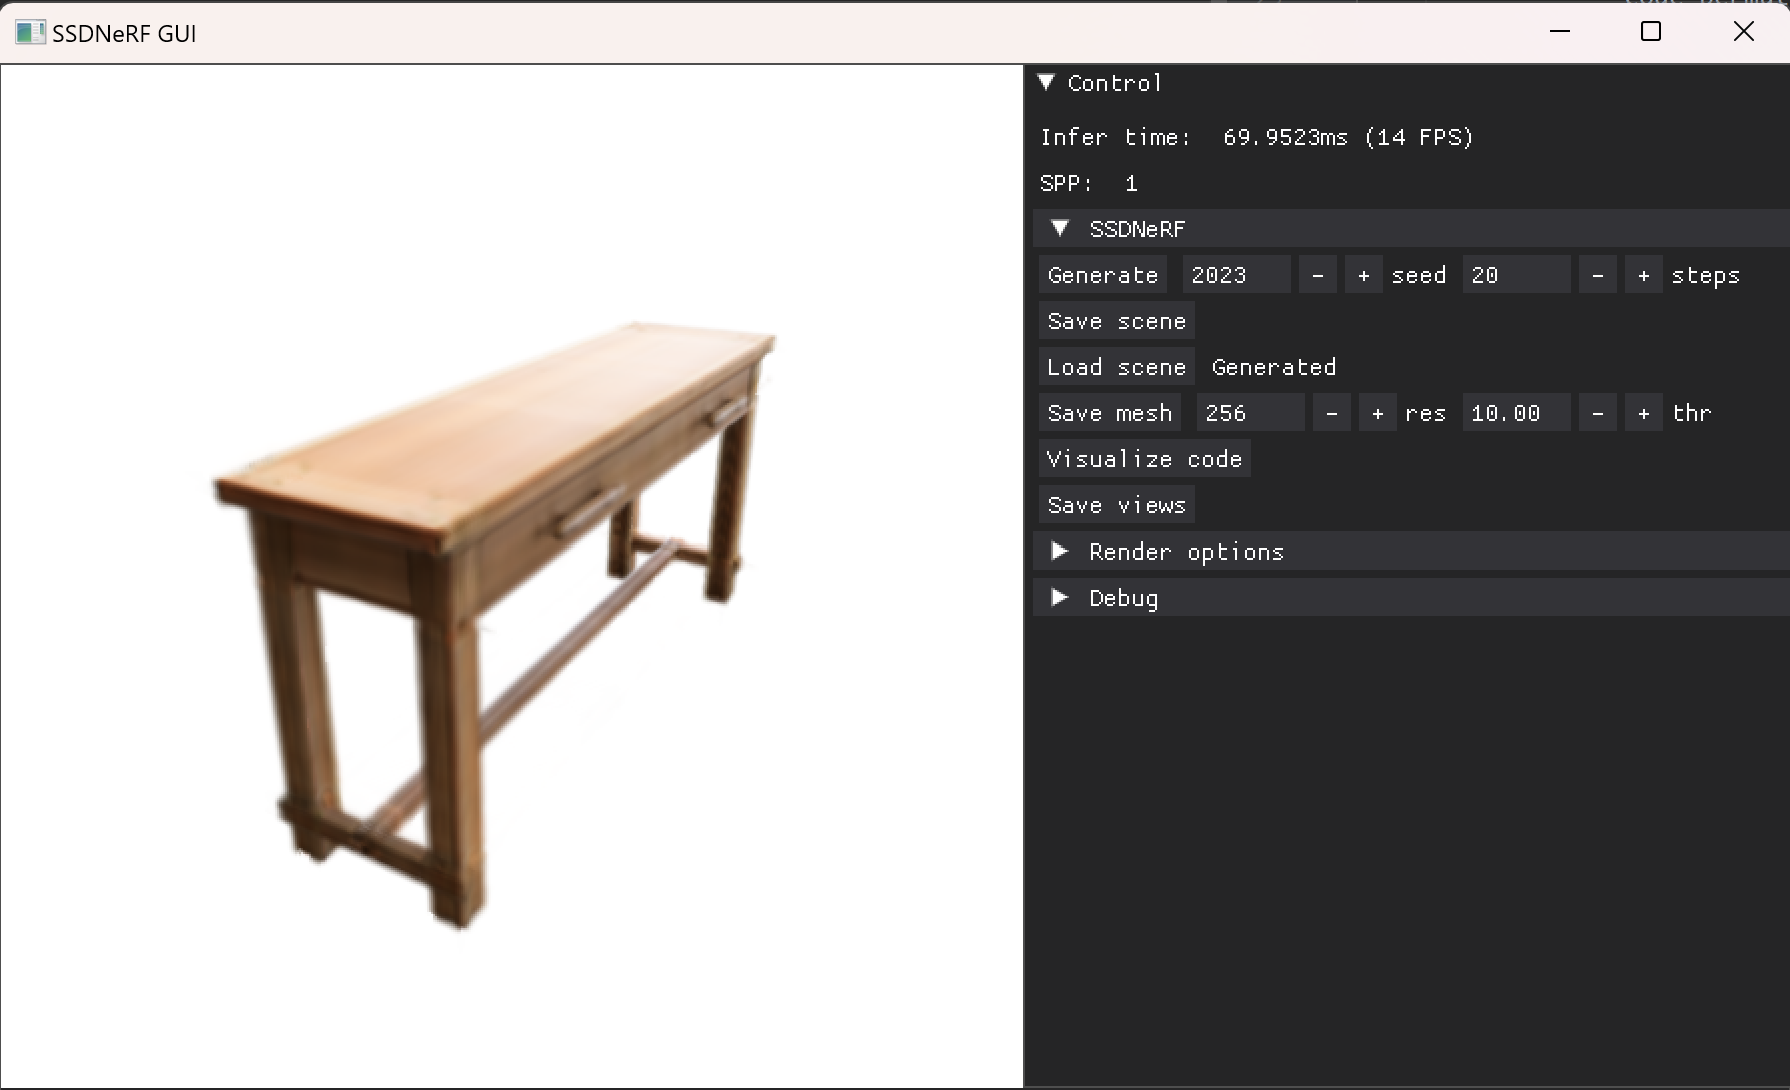 SSDNeRF GUI
Control
Infer time: 69.9523ms (14 FPS)
SPP: 1
SSDNeRF
Generate 2023 - + seed 20 - + steps
Save scene
Load scene Generated
Save mesh 256 - + res 10.00 - + thr
Visualize code
Save views
Render options
Debug